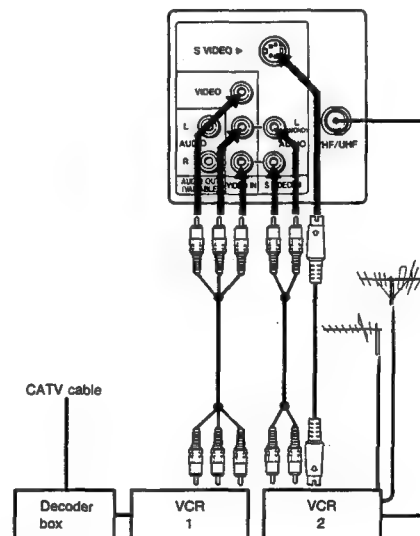 S VIDEO
VIDEO
L
AUDIO
R
L
(MONO)
AUDIO
VHF/UHF
AUDIO OUT
(VARIABLE)
VIDEO IN
S VIDEO IN
CATV cable
Decoder
box
VCR
1
VCR
2